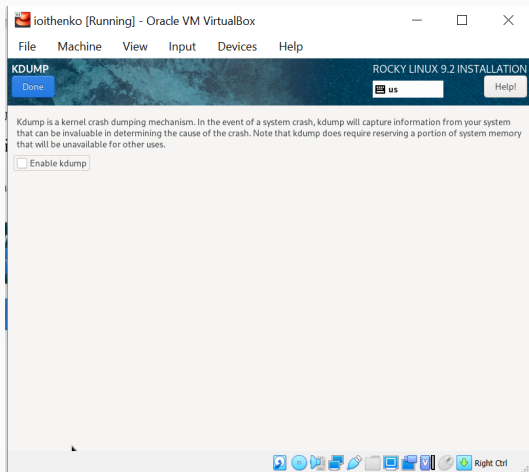 ioithenko [Running] - Oracle VM VirtualBox
File Machine View Input Devices Help
KDUMP
ROCKY LINUX 9.2 INSTALLATION
Done
us
Help!
Kdump is a kernel crash dumping mechanism. In the event of a system crash, kdump will capture information from your system
that can be invaluable in determining the cause of the crash. Note that kdump does require reserving a portion of system memory
that will be unavailable for other uses.
Enable kdump
Right Ctrl